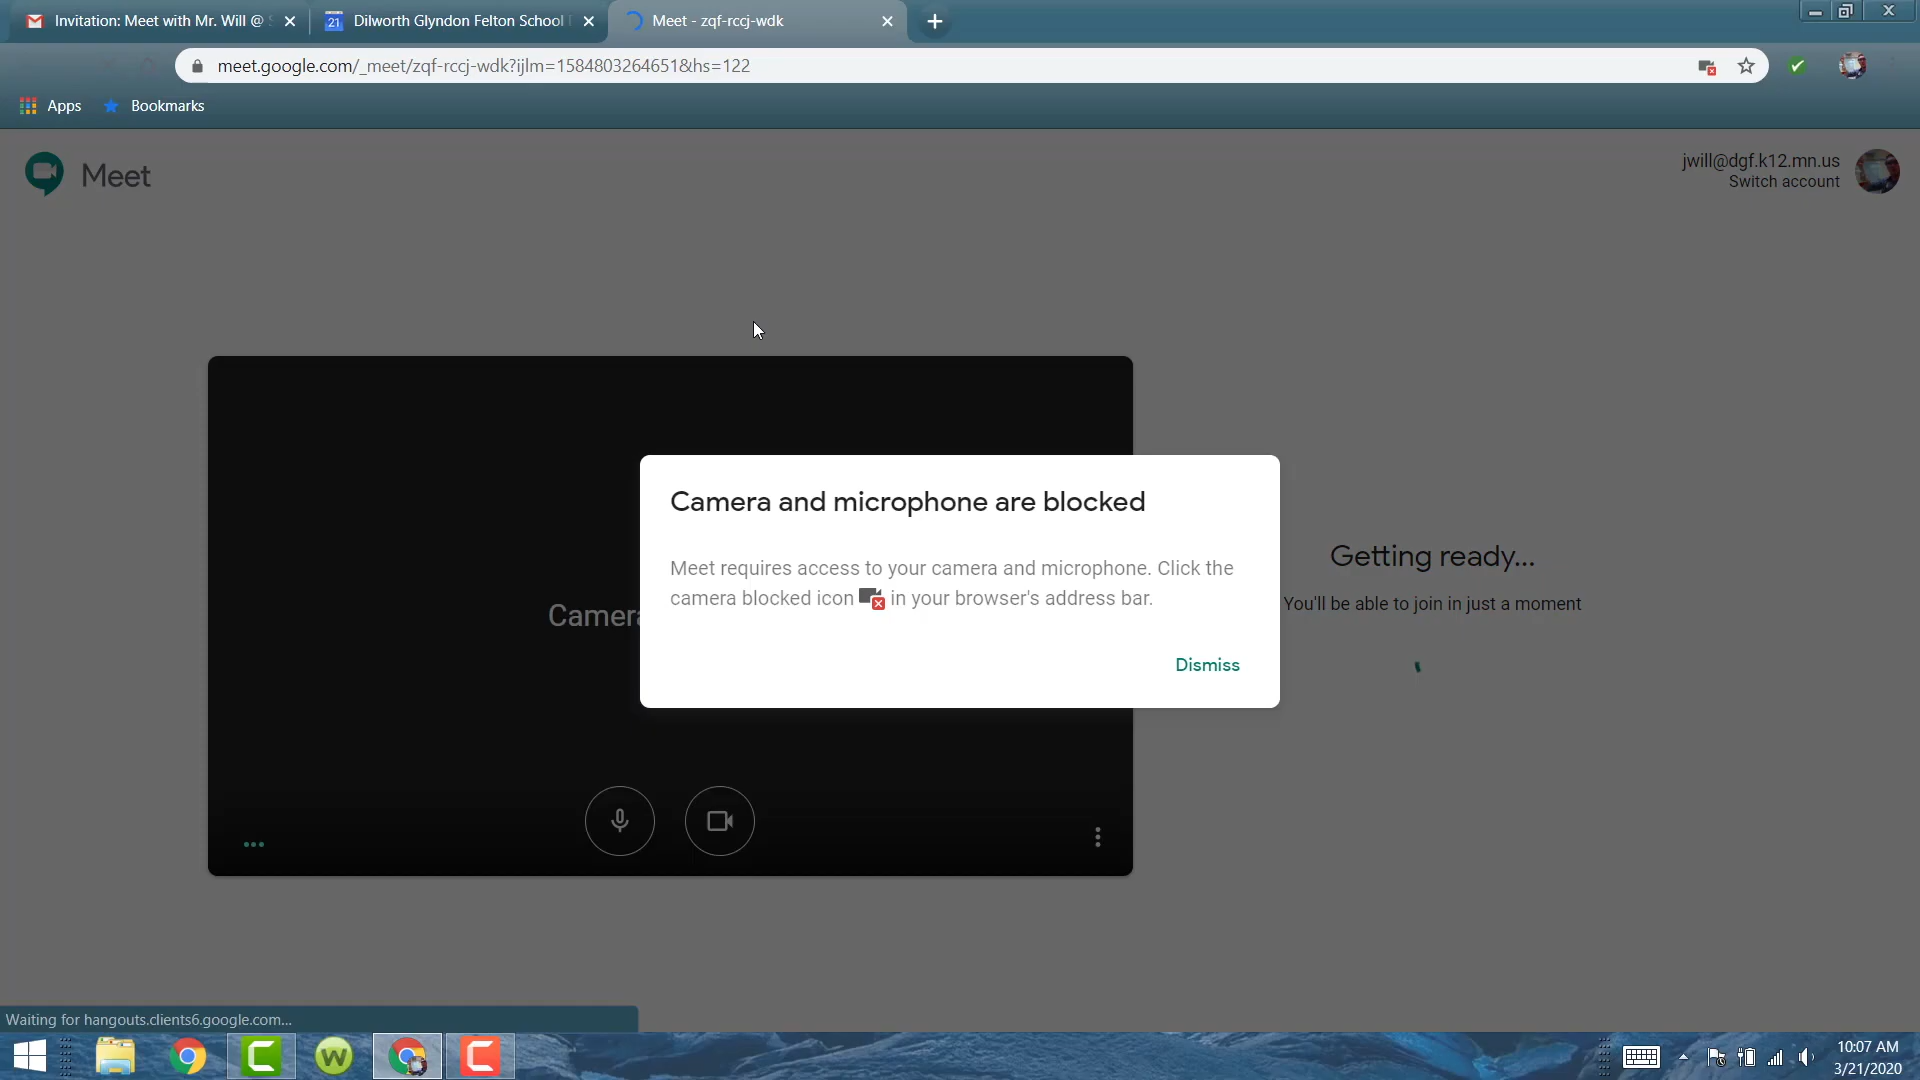 Invitation: Meet with Mr. Will @
21
Dilworth Glyndon Felton School
Meet - zqf-rccj-wdk
meet.google.com/_meet/zqf-rccj-wdk?ijlm=1584803264651&hs=122
Apps
Bookmarks
Meet
jwill@dgf.k12.mn.us
Switch account
Camera and microphone are blocked
Meet requires access to your camera and microphone. Click the
camera blocked icon in your browser's address bar.
Dismiss
Camera
Getting ready...
You'll be able to join in just a moment
Waiting for hangouts.clients6.google.com...
10:07 AM
3/21/2020